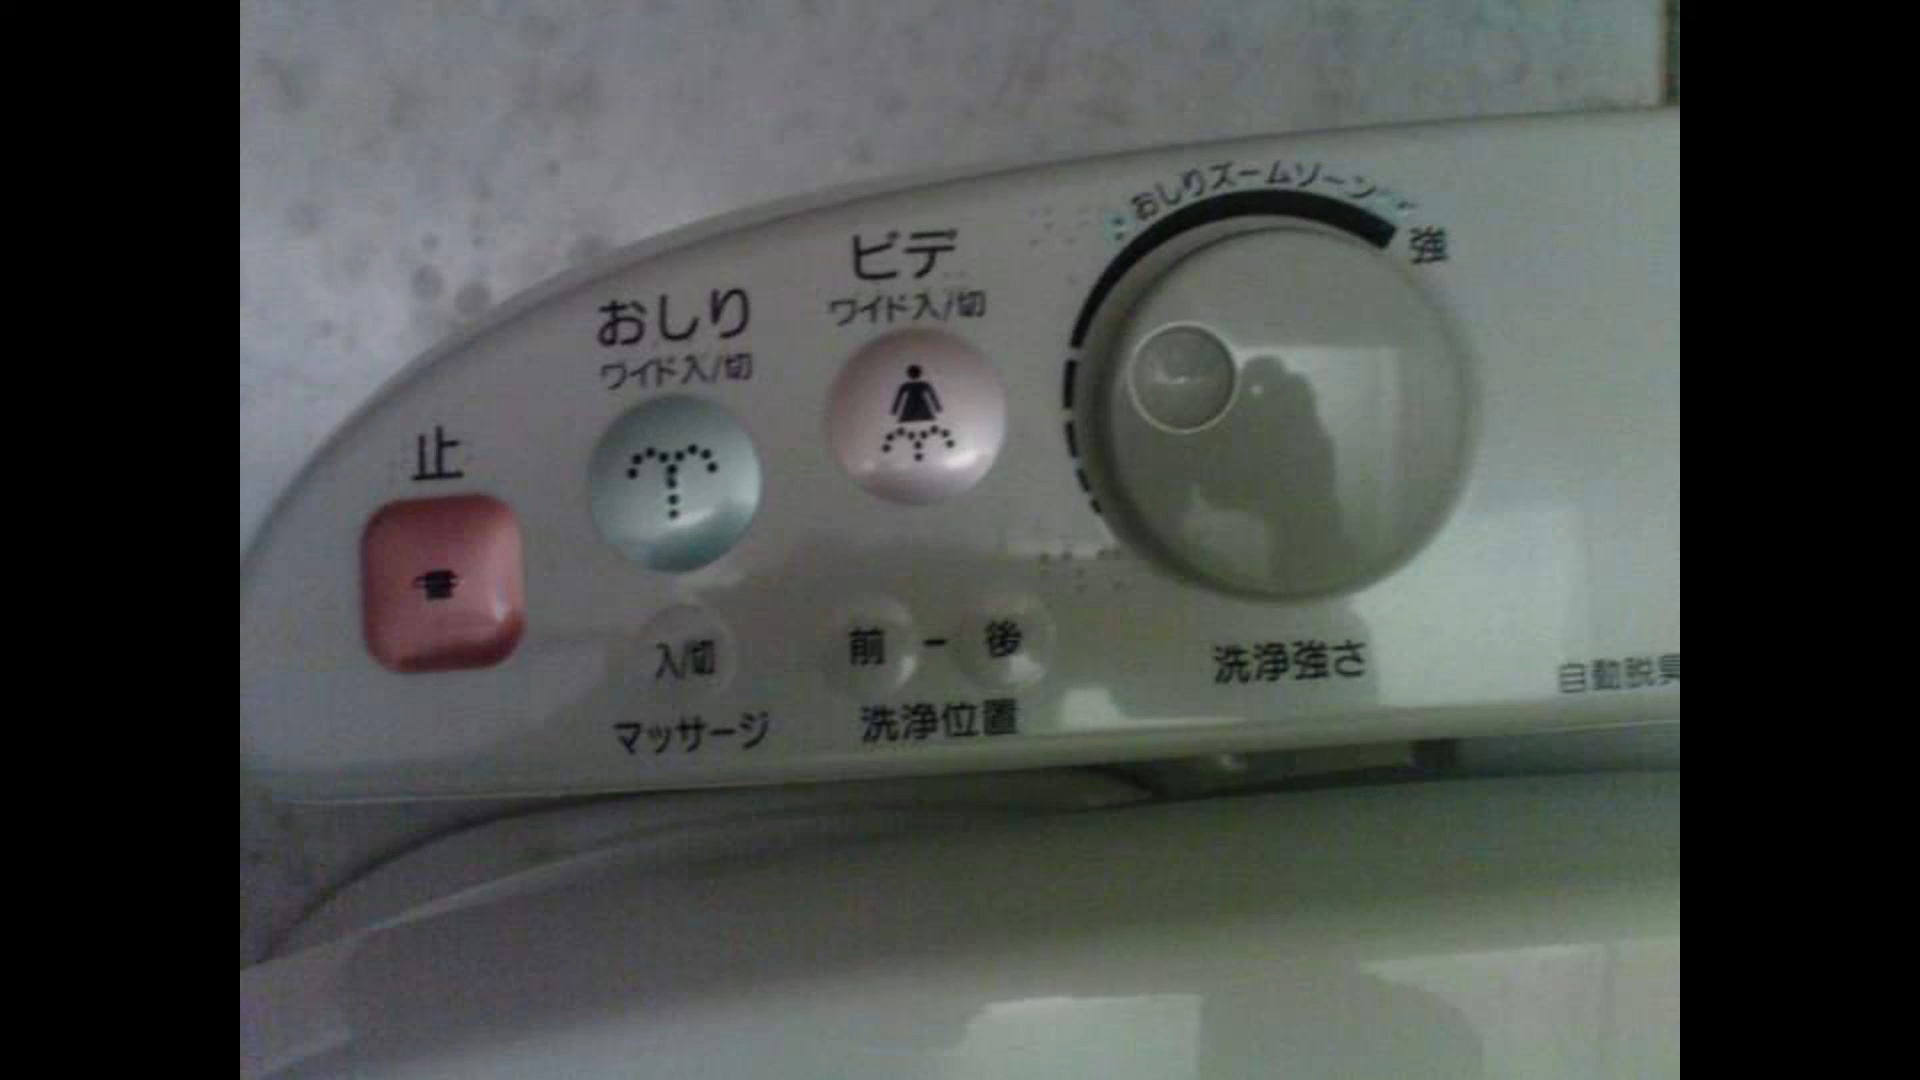 おしりズームゾーン
強
ビデ
ワイド入/切
おしり
ワイド入/切
止
入/切
前 - 後
洗浄強さ
自動脱臭
マッサージ
洗浄位置